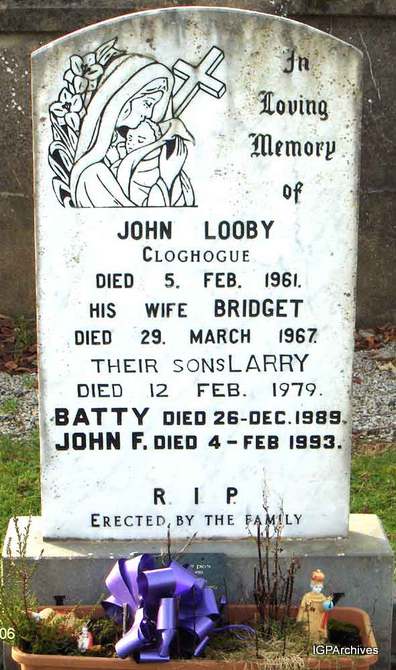 In
Loving
Memory
of
JOHN LOOBY
CLOGHOGUE
DIED 5. FEB. 1961.
HIS WIFE BRIDGET
DIED 29. MARCH 1967.
THEIR SONS LARRY
DIED 12 FEB. 1979.
BATTY DIED 26-DEC. 1989.
JOHN F. DIED 4-FEB 1993.
R I P
ERECTED BY THE FAMILY
06
IGPArchives